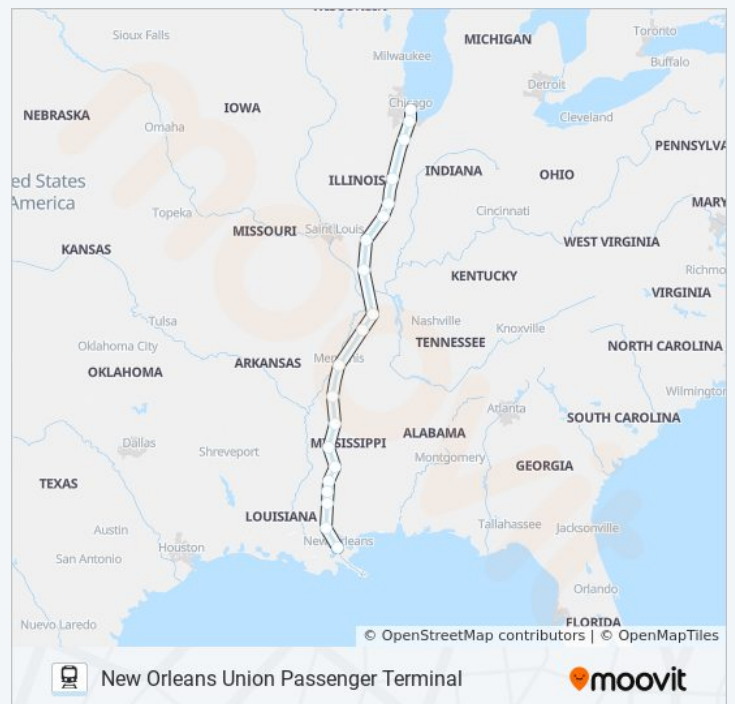 WISCONSIN
Sioux Falls
MICHIGAN
Toronto
Milwaukee
Buffalo
Detroit
Chicago
NEBRASKA
IOWA
Cleveland
Omaha
PENNSYLVA
ILLINOIS
INDIANA
OHIO
ed States
America
MARY
Topeka
Cincinnati
MISSOURI
Saint Louis
KANSAS
WEST VIRGINIA
Richmo
KENTUCKY
VIRGINIA
Tulsa
Nashville
Knoxville
Oklahoma City
TENNESSEE
NORTH CAROLINA
Memphis
ARKANSAS
OKLAHOMA
Wilmington
Atlanta
SOUTH CAROLINA
Dallas
MISSISSIPPI
ALABAMA
Shreveport
Montgomery
GEORGIA
TEXAS
LOUISIANA
Tallahassee
Jacksonville
Austin
New Orleans
Houston
San Antonio
Orlando
Nuevo Laredo
FLORIDA
© OpenStreetMap contributors | © OpenMapTiles
New Orleans Union Passenger Terminal
moovit